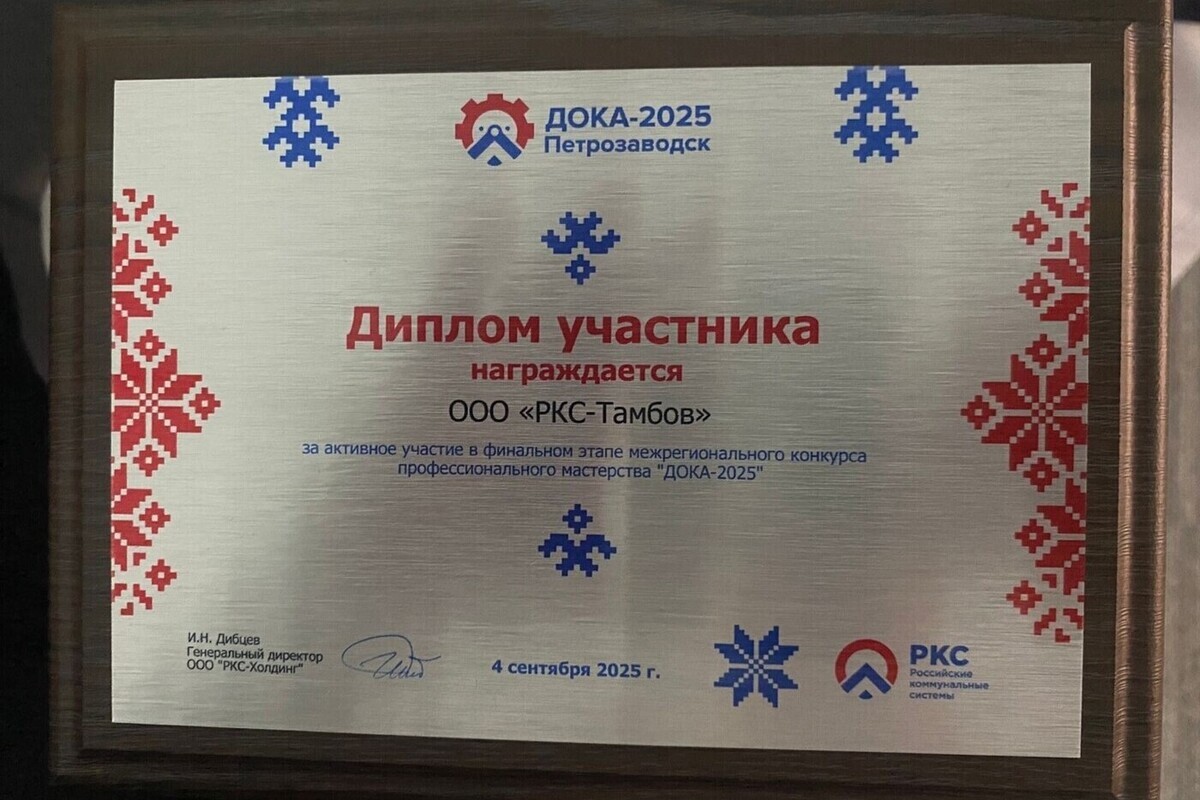 ДОКА-2025
Петрозаводск
Диплом участника
награждается
ООО «РКС-Тамбов»
за активное участие в финальном этапе межрегионального конкурса
профессионального мастерства "ДОКА-2025"
И.Н. Дибцев
Генеральный директор
ООО "РКС-Холдинг"
4 сентября 2025 г.
РКС
Российские
коммунальные
системы